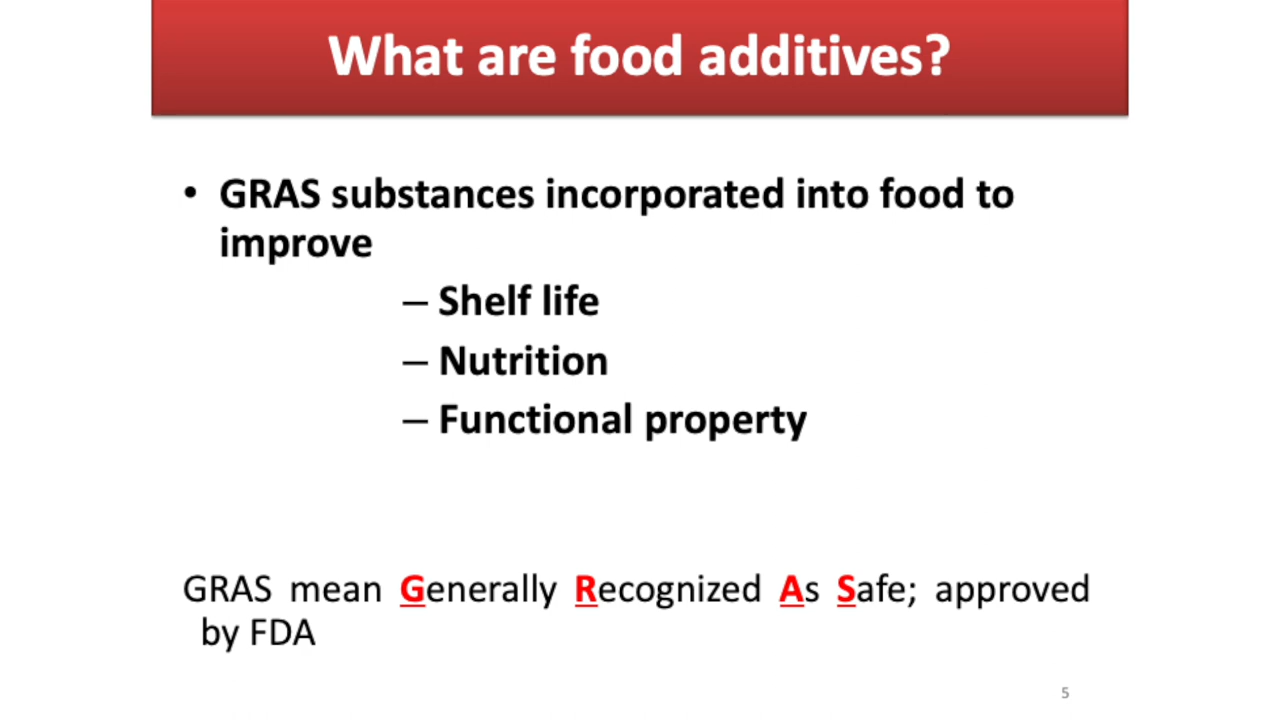 What are food additives?
• GRAS substances incorporated into food to
improve
– Shelf life
– Nutrition
– Functional property
GRAS mean Generally Recognized As Safe; approved
by FDA
5